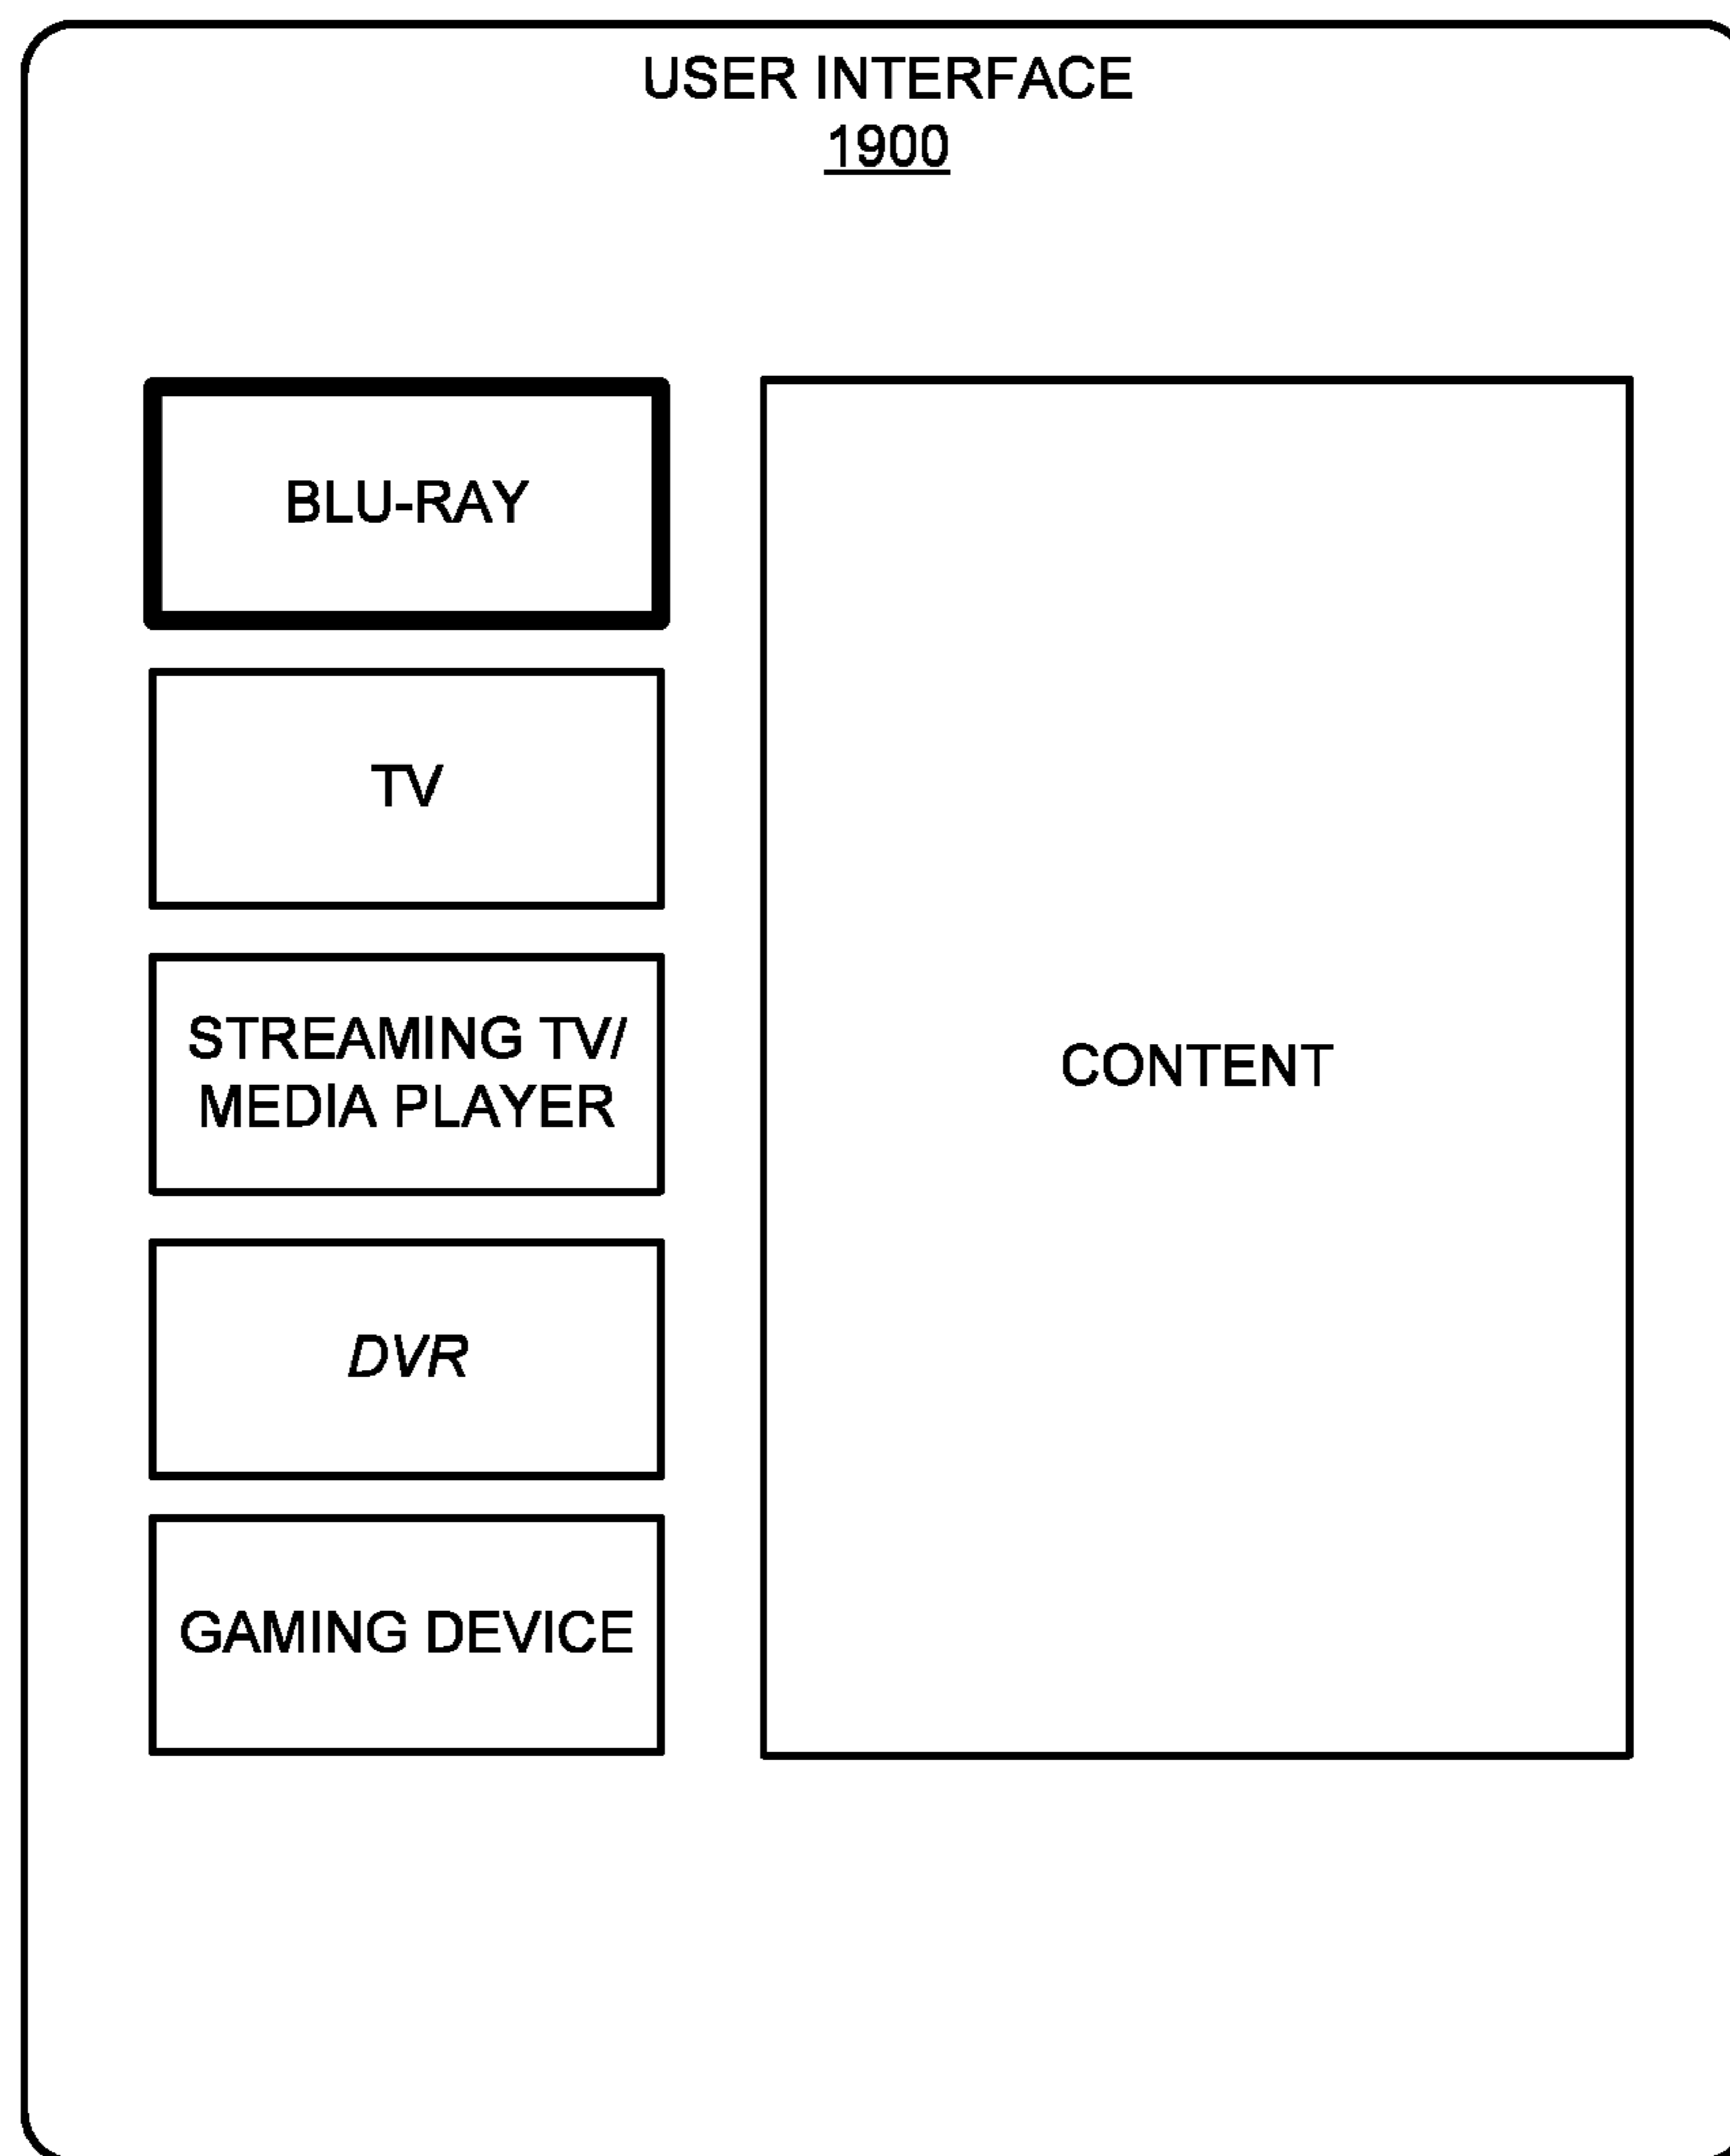 USER INTERFACE
1900
BLU-RAY
TV
STREAMING TV/
MEDIA PLAYER
DVR
GAMING DEVICE
CONTENT